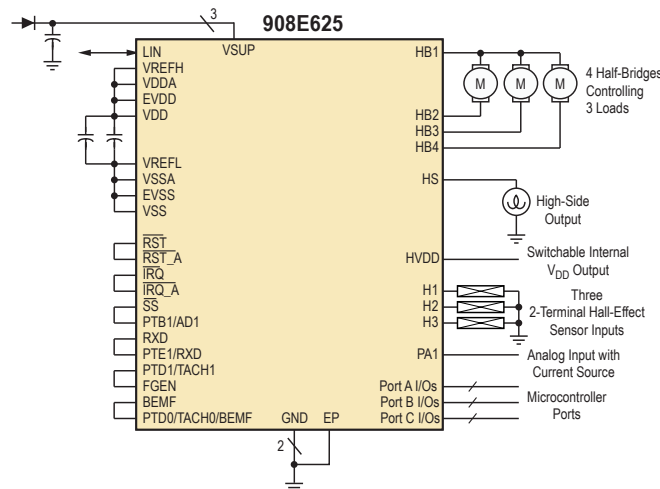 908E625
3
VSUP
LIN
VREFH
VDDA
EVDD
VDD
VREFL
VSSA
EVSS
VSS
RST
RST_A
IRQ
IRQ_A
SS
PTB1/AD1
RXD
PTE1/RXD
PTD1/TACH1
FGEN
BEMF
PTD0/TACH0/BEMF
GND EP
2
HB1
HB2
HB3
HB4
HS
HVDD
H1
H2
H3
PA1
Port A I/Os
Port B I/Os
Port C I/Os
M M M
4 Half-Bridges
Controlling
3 Loads
High-Side
Output
Switchable Internal
VDD Output
Three
2-Terminal Hall-Effect
Sensor Inputs
Analog Input with
Current Source
Microcontroller
Ports